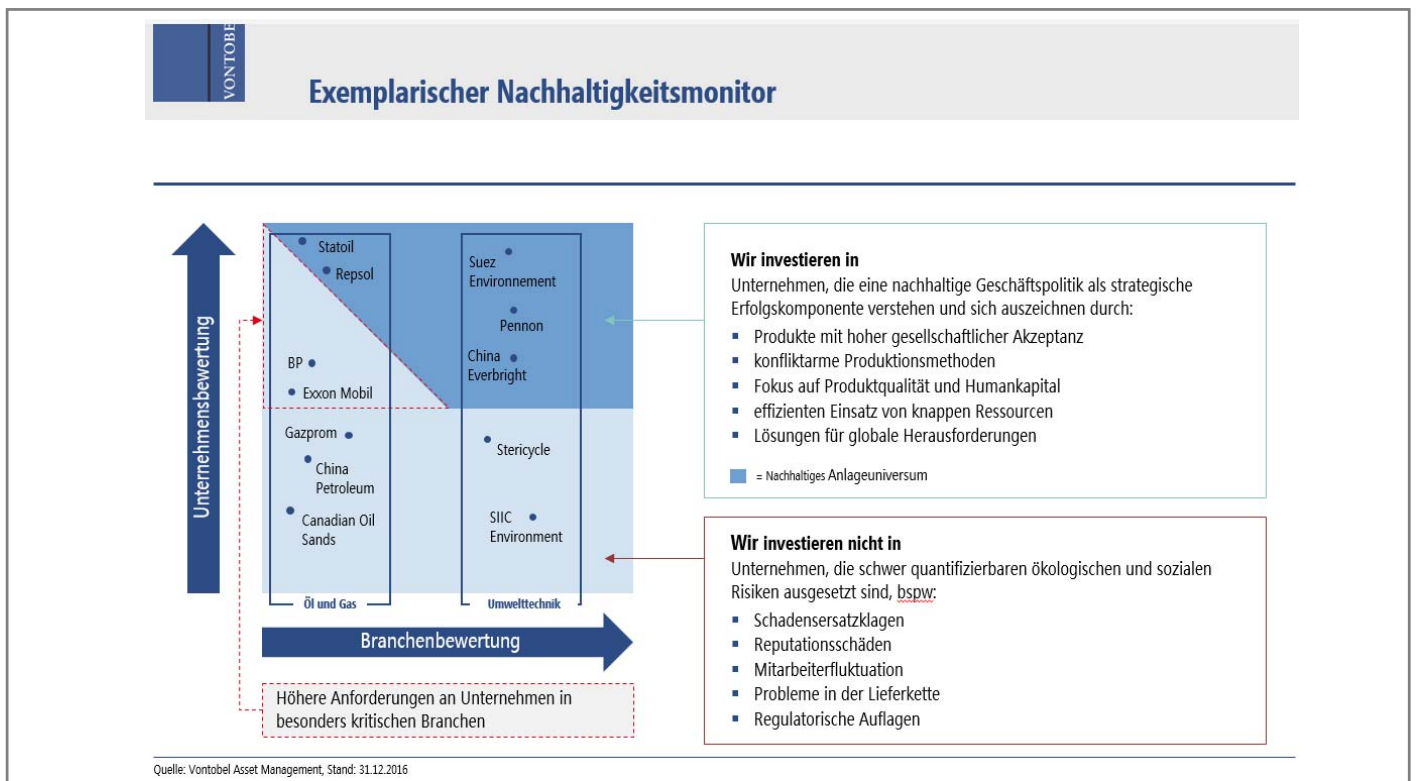 VONTOBE
Exemplarischer Nachhaltigkeitsmonitor
Unternehmensbewertung
Statoil
Repsol
BP
Exxon Mobil
Gazprom
China
Petroleum
Canadian Oil
Sands
Öl und Gas
Suez
Environnement
Pennon
China
Everbright
Stericycle
SIIC
Environment
Umwelttechnik
Branchenbewertung
Höhere Anforderungen an Unternehmen in
besonders kritischen Branchen
Wir investieren in
Unternehmen, die eine nachhaltige Geschäftspolitik als strategische
Erfolgskomponente verstehen und sich auszeichnen durch:
▪ Produkte mit hoher gesellschaftlicher Akzeptanz
▪ konfliktarme Produktionsmethoden
▪ Fokus auf Produktqualität und Humankapital
▪ effizienten Einsatz von knappen Ressourcen
▪ Lösungen für globale Herausforderungen
= Nachhaltiges Anlageuniversum
Wir investieren nicht in
Unternehmen, die schwer quantifizierbaren ökologischen und sozialen
Risiken ausgesetzt sind, bspw:
▪ Schadensersatzklagen
▪ Reputationsschäden
▪ Mitarbeiterfluktuation
▪ Probleme in der Lieferkette
▪ Regulatorische Auflagen
Quelle: Vontobel Asset Management, Stand: 31.12.2016